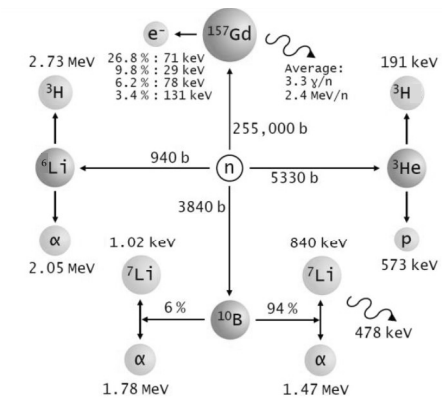 e⁻
¹⁵⁷Gd
26.8%: 71 keV
9.8%: 29 keV
6.2%: 78 keV
3.4%: 131 keV
Average:
3.3 γ/n
2.4 MeV/n
2.73 MeV
³H
191 keV
³H
255,000 b
⁶Li
940 b
n
5330 b
³He
3840 b
α
2.05 MeV
p
573 keV
1.02 keV
⁷Li
840 keV
⁷Li
6%
¹⁰B
94%
478 keV
α
1.78 MeV
α
1.47 MeV